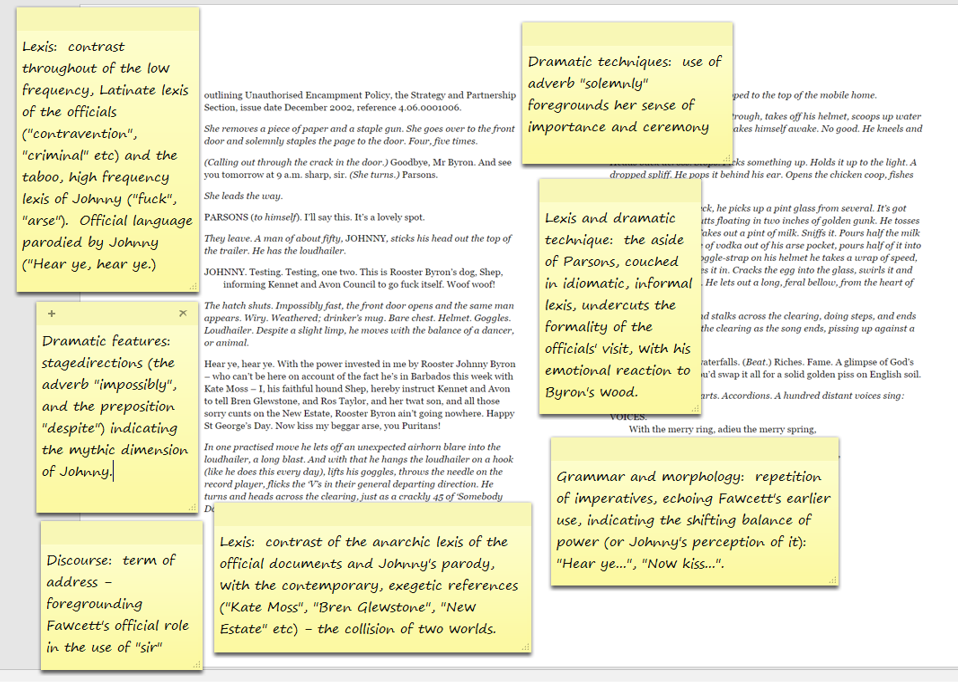 Lexis:  contrast
throughout of the low
frequency, Latinate lexis
of the officials
("contravention",
"criminal" etc) and the
taboo, high frequency
lexis of Johnny ("fuck",
"arse").  Official language
parodied by Johnny
("Hear ye, hear ye.)
Dramatic features:
stagedirections (the
adverb "impossibly",
and the preposition
"despite") indicating
the mythic dimension
of Johnny.
Discourse:  term of
address -
foregrounding
Fawcett's official role
in the use of "sir"
outlining Unauthorised Encampment Policy, the Strategy and Partnership
Section, issue date December 2002, reference 4.06.0001006.
She removes a piece of paper and a staple gun. She goes over to the front
door and solemnly staples the page to the door. Four, five times.
(Calling out through the crack in the door.) Goodbye, Mr Byron. And see
you tomorrow at 9 a.m. sharp, sir. (She turns.) Parsons.
She leads the way.
PARSONS (to himself). I'll say this. It's a lovely spot.
They leave. A man of about fifty, JOHNNY, sticks his head out the top of
the trailer. He has the loudhailer.
JOHNNY. Testing. Testing, one two. This is Rooster Byron's dog, Shep,
informing Kennet and Avon Council to go fuck itself. Woof woof!
The hatch shuts. Impossibly fast, the front door opens and the same man
appears. Wiry. Weathered; drinker's mug. Bare chest. Helmet. Goggles.
Loudhailer. Despite a slight limp, he moves with the balance of a dancer,
or animal.
Hear ye, hear ye. With the power invested in me by Rooster Johnny Byron
– who can't be here on account of the fact he's in Barbados this week with
Kate Moss – I, his faithful hound Shep, hereby instruct Kennet and Avon
to tell Bren Glewstone, and Ros Taylor, and her twat son, and all those
sorry cunts on the New Estate, Rooster Byron ain't going nowhere. Happy
St George's Day. Now kiss my beggar arse, you Puritans!
In one practised move he lets off an unexpected airhorn blare into the
loudhailer, a long blast. And with that he hangs the loudhailer on a hook
(like he does this every day), lifts his goggles, throws the needle on the
record player, flicks the 'V's in their general departing direction. He
turns and heads across the clearing, just as a crackly 45 of 'Somebody
Lexis:  contrast of the anarchic lexis of the
official documents and Johnny's parody,
with the contemporary, exegetic references
("Kate Moss", "Bren Glewstone", "New
Estate" etc) - the collision of two worlds.
Dramatic techniques:  use of
adverb "solemnly"
foregrounds her sense of
importance and ceremony
Lexis and dramatic
technique:  the aside
of Parsons, couched
in idiomatic, informal
lexis, undercuts the
formality of the
officials' visit, With his
emotional reaction to
Byron's Wood.
to the top of the mobile home.
trough, takes off his helmet, scoops up water
himself awake. No good. He kneels and
something up. Holds it up to the light. A
dropped spliff. He pops it behind his ear. Opens the chicken coop, fishes
he picks up a pint glass from several. It's got
floating in two inches of golden gunk. He tosses
out a pint of milk. Sniffs it. Pours half the milk
of vodka out of his arse pocket, pours half of it into
on his helmet he takes a wrap of speed,
it in. Cracks the egg into the glass, swirls it and
He lets out a long, feral bellow, from the heart of
stalks across the clearing, doing steps, and ends
the clearing as the song ends, pissing up against a
(Beat.) Riches. Fame. A glimpse of God's
swap it all for a solid golden piss on English soil.
Accordions. A hundred distant voices sing:
VOICES.
With the merry ring, adieu the merry spring,
Grammar and morphology:  repetition
of imperatives, echoing Fawcett's earlier
use, indicating the shifting balance of
power (or Johnny's perception of it):
"Hear ye...", "Now kiss...".